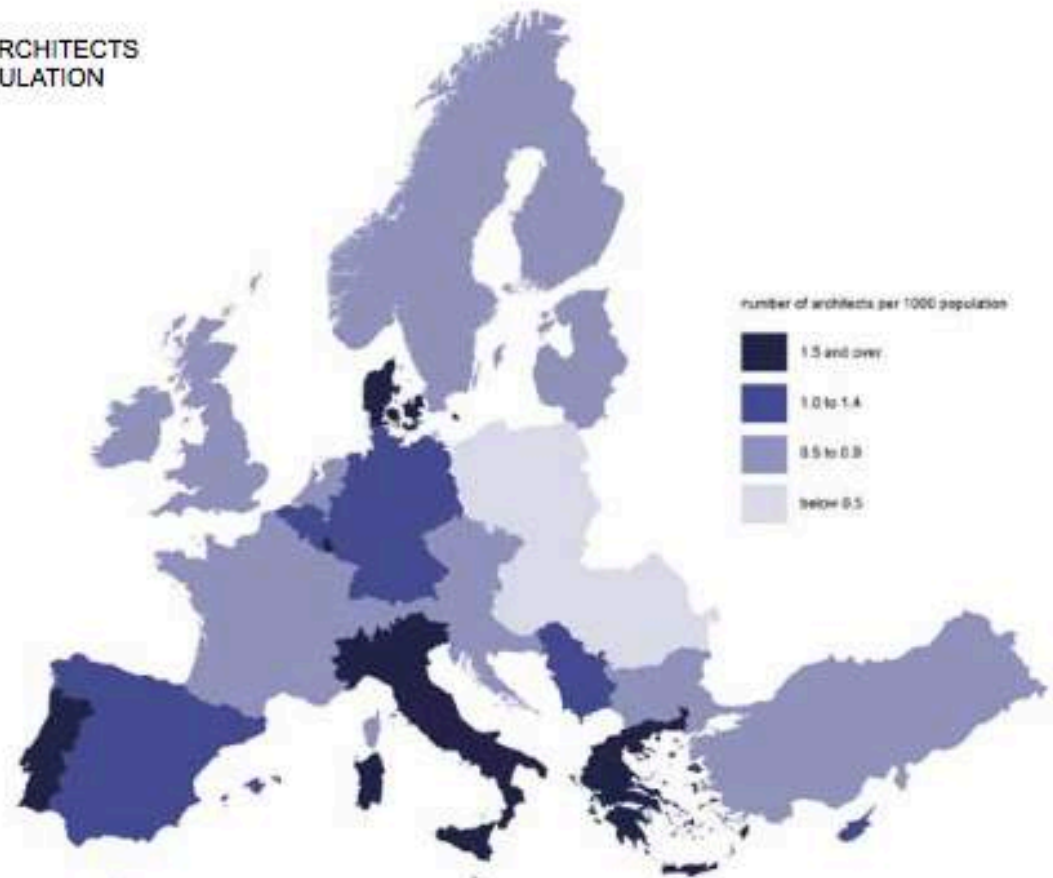 RCHITECTS
ULATION
number of architects per 1000 population
1.5 and over
1.0 to 1.4
0.5 to 0.9
below 0.5